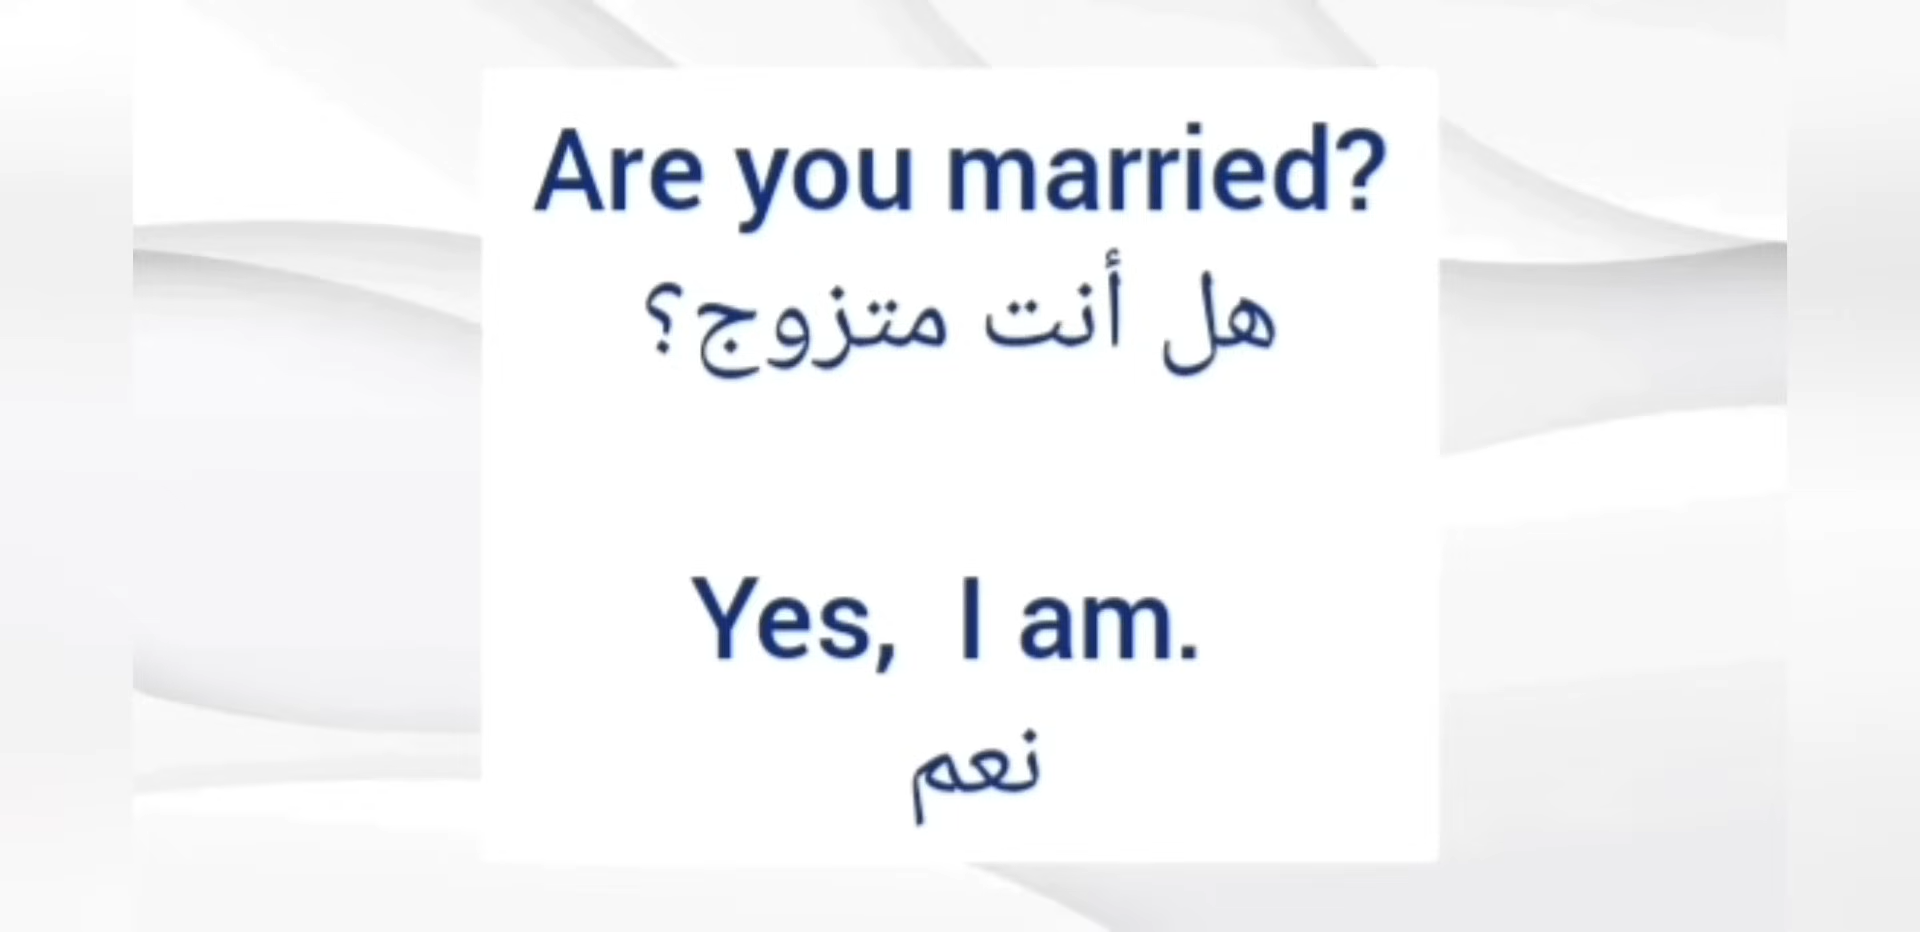 Are you married?
هل أنت متزوج؟
Yes, I am.
نعم